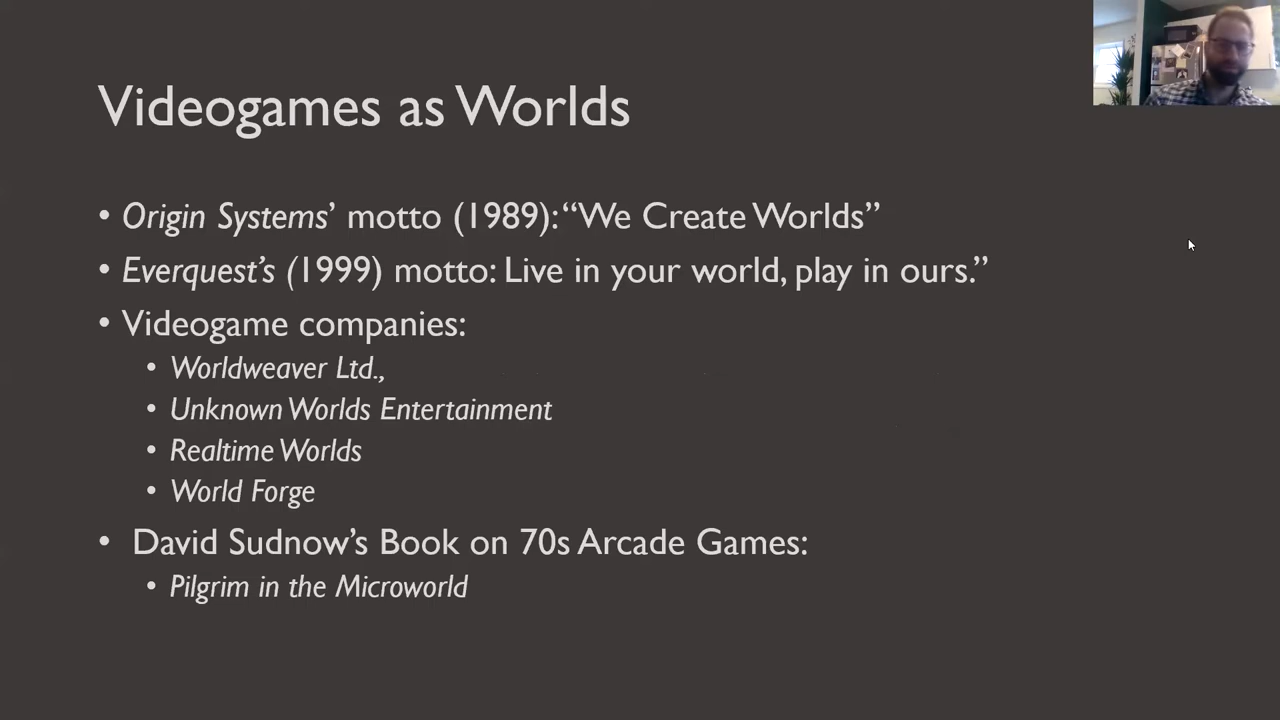 Videogames as Worlds
• Origin Systems’ motto (1989): “We Create Worlds”
• Everquest’s (1999) motto: Live in your world, play in ours.”
• Videogame companies:
• Worldweaver Ltd.,
• Unknown Worlds Entertainment
• Realtime Worlds
• World Forge
• David Sudnow’s Book on 70s Arcade Games:
• Pilgrim in the Microworld